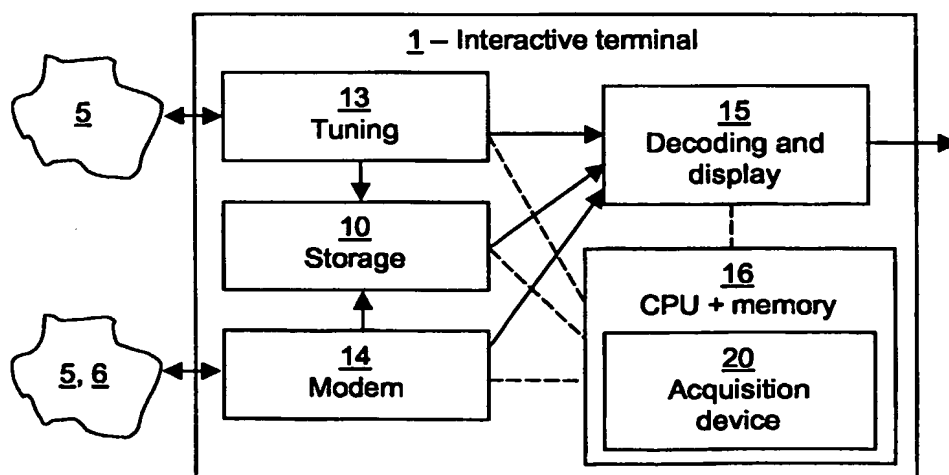 1 – Interactive terminal
5
13
Tuning
15
Decoding and
display
10
Storage
16
CPU + memory
5, 6
14
Modem
20
Acquisition
device